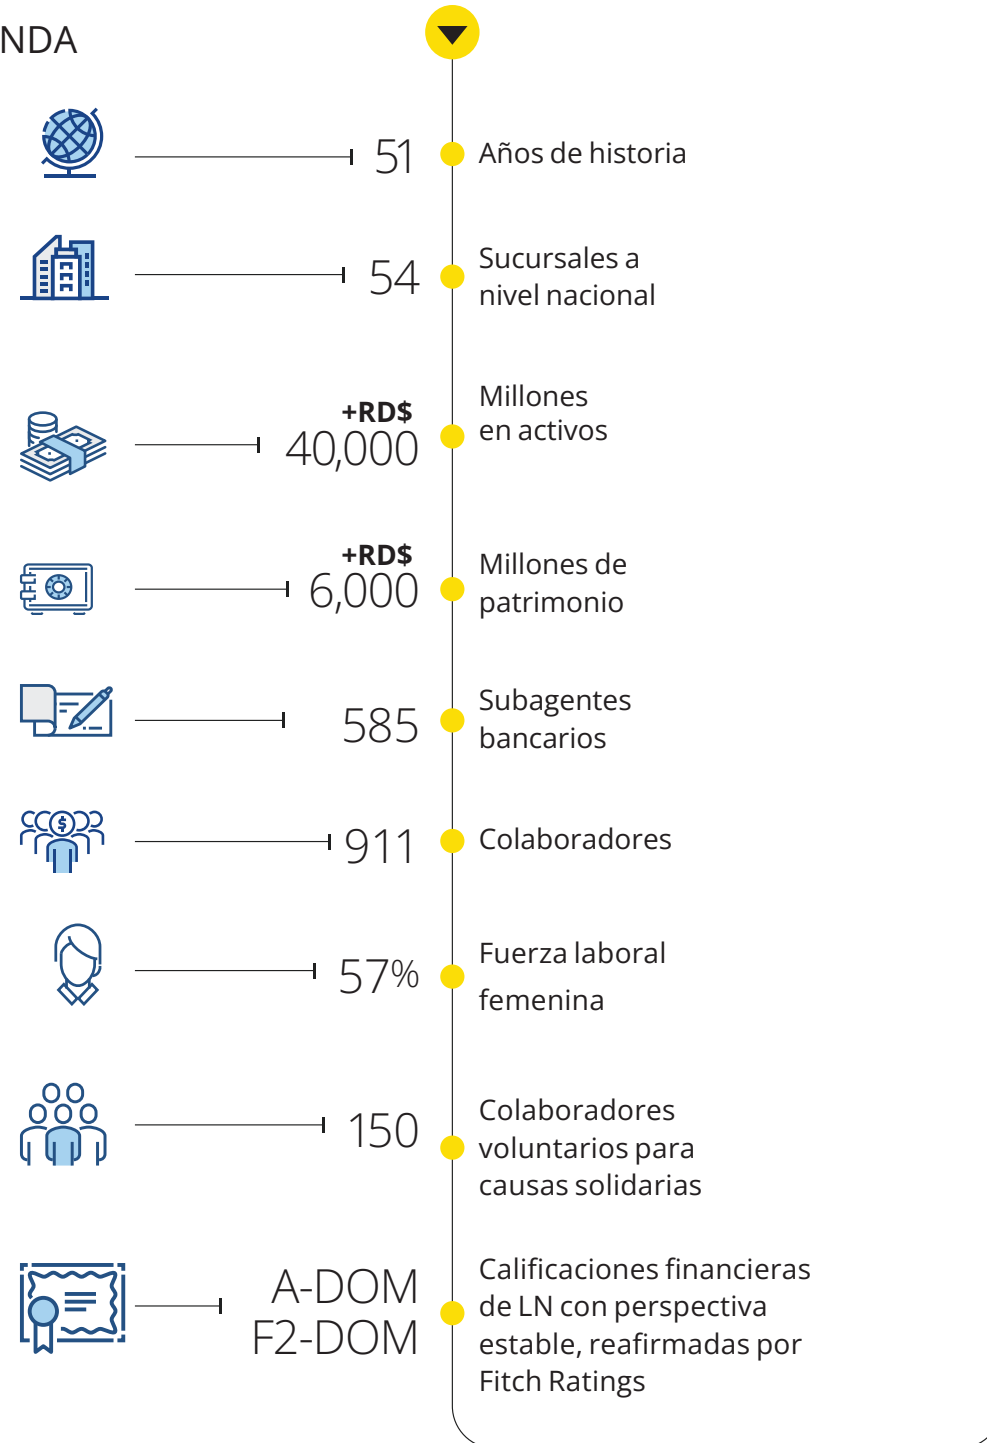 NDA
51
Años de historia
54
Sucursales a
nivel nacional
+RD$
40,000
Millones
en activos
+RD$
6,000
Millones de
patrimonio
585
Subagentes
bancarios
911
Colaboradores
57%
Fuerza laboral
femenina
150
Colaboradores
voluntarios para
causas solidarias
A-DOM
F2-DOM
Calificaciones financieras
de LN con perspectiva
estable, reafirmadas por
Fitch Ratings